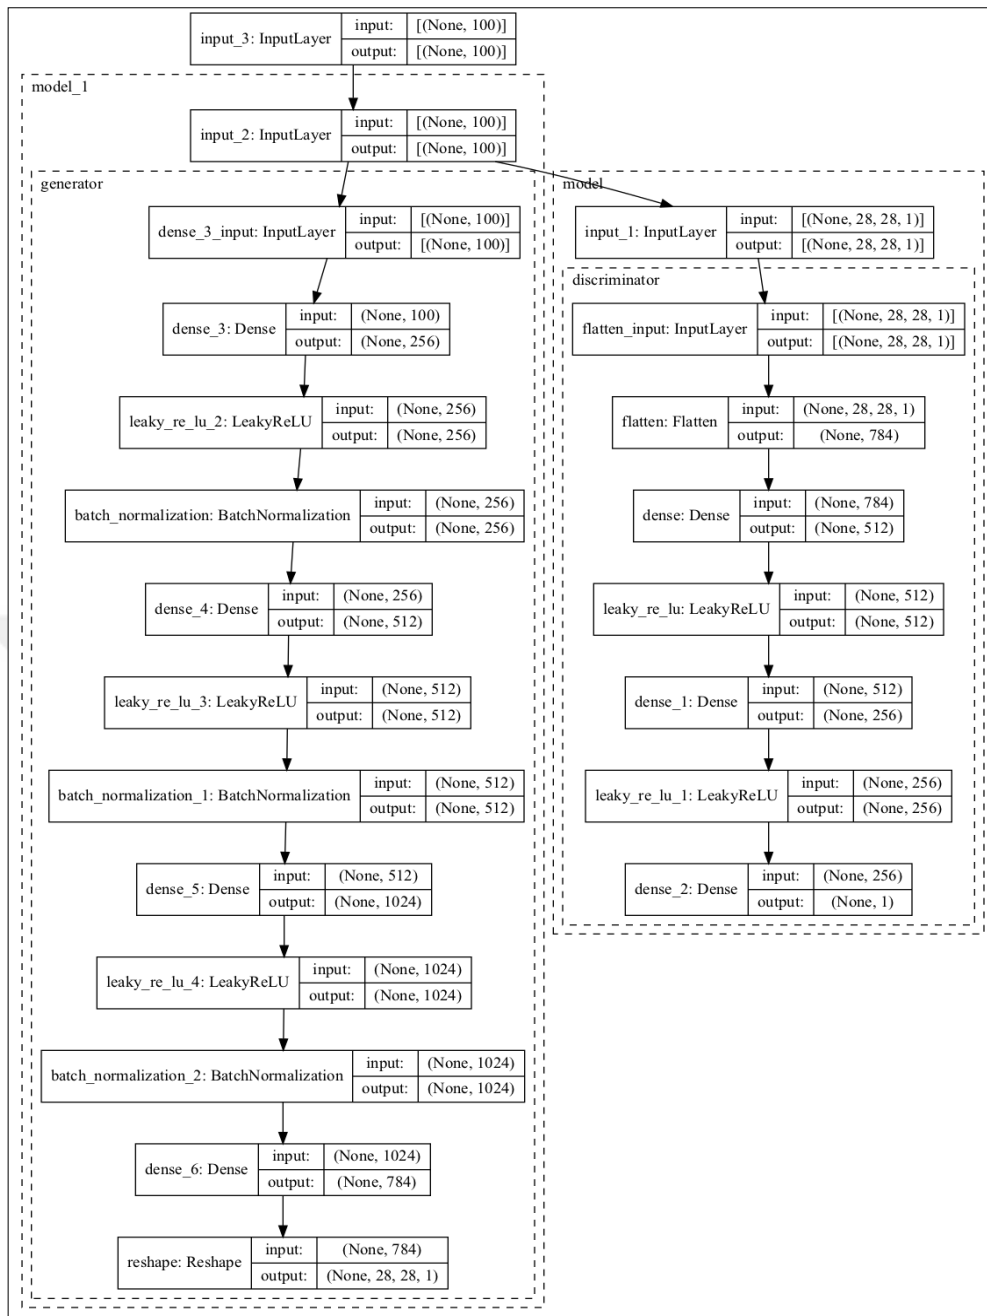 input_3: InputLayer
input: [(None, 100)]
output: [(None, 100)]
model_1
input_2: InputLayer
input: [(None, 100)]
output: [(None, 100)]
generator
dense_3_input: InputLayer
input: [(None, 100)]
output: [(None, 100)]
dense_3: Dense
input: (None, 100)
output: (None, 256)
leaky_re_lu_2: LeakyReLU
input: (None, 256)
output: (None, 256)
batch_normalization: BatchNormalization
input: (None, 256)
output: (None, 256)
dense_4: Dense
input: (None, 256)
output: (None, 512)
leaky_re_lu_3: LeakyReLU
input: (None, 512)
output: (None, 512)
batch_normalization_1: BatchNormalization
input: (None, 512)
output: (None, 512)
dense_5: Dense
input: (None, 512)
output: (None, 1024)
leaky_re_lu_4: LeakyReLU
input: (None, 1024)
output: (None, 1024)
batch_normalization_2: BatchNormalization
input: (None, 1024)
output: (None, 1024)
dense_6: Dense
input: (None, 1024)
output: (None, 784)
reshape: Reshape
input: (None, 784)
output: (None, 28, 28, 1)
model
input_1: InputLayer
input: [(None, 28, 28, 1)]
output: [(None, 28, 28, 1)]
discriminator
flatten_input: InputLayer
input: [(None, 28, 28, 1)]
output: [(None, 28, 28, 1)]
flatten: Flatten
input: (None, 28, 28, 1)
output: (None, 784)
dense: Dense
input: (None, 784)
output: (None, 512)
leaky_re_lu: LeakyReLU
input: (None, 512)
output: (None, 512)
dense_1: Dense
input: (None, 512)
output: (None, 256)
leaky_re_lu_1: LeakyReLU
input: (None, 256)
output: (None, 256)
dense_2: Dense
input: (None, 256)
output: (None, 1)